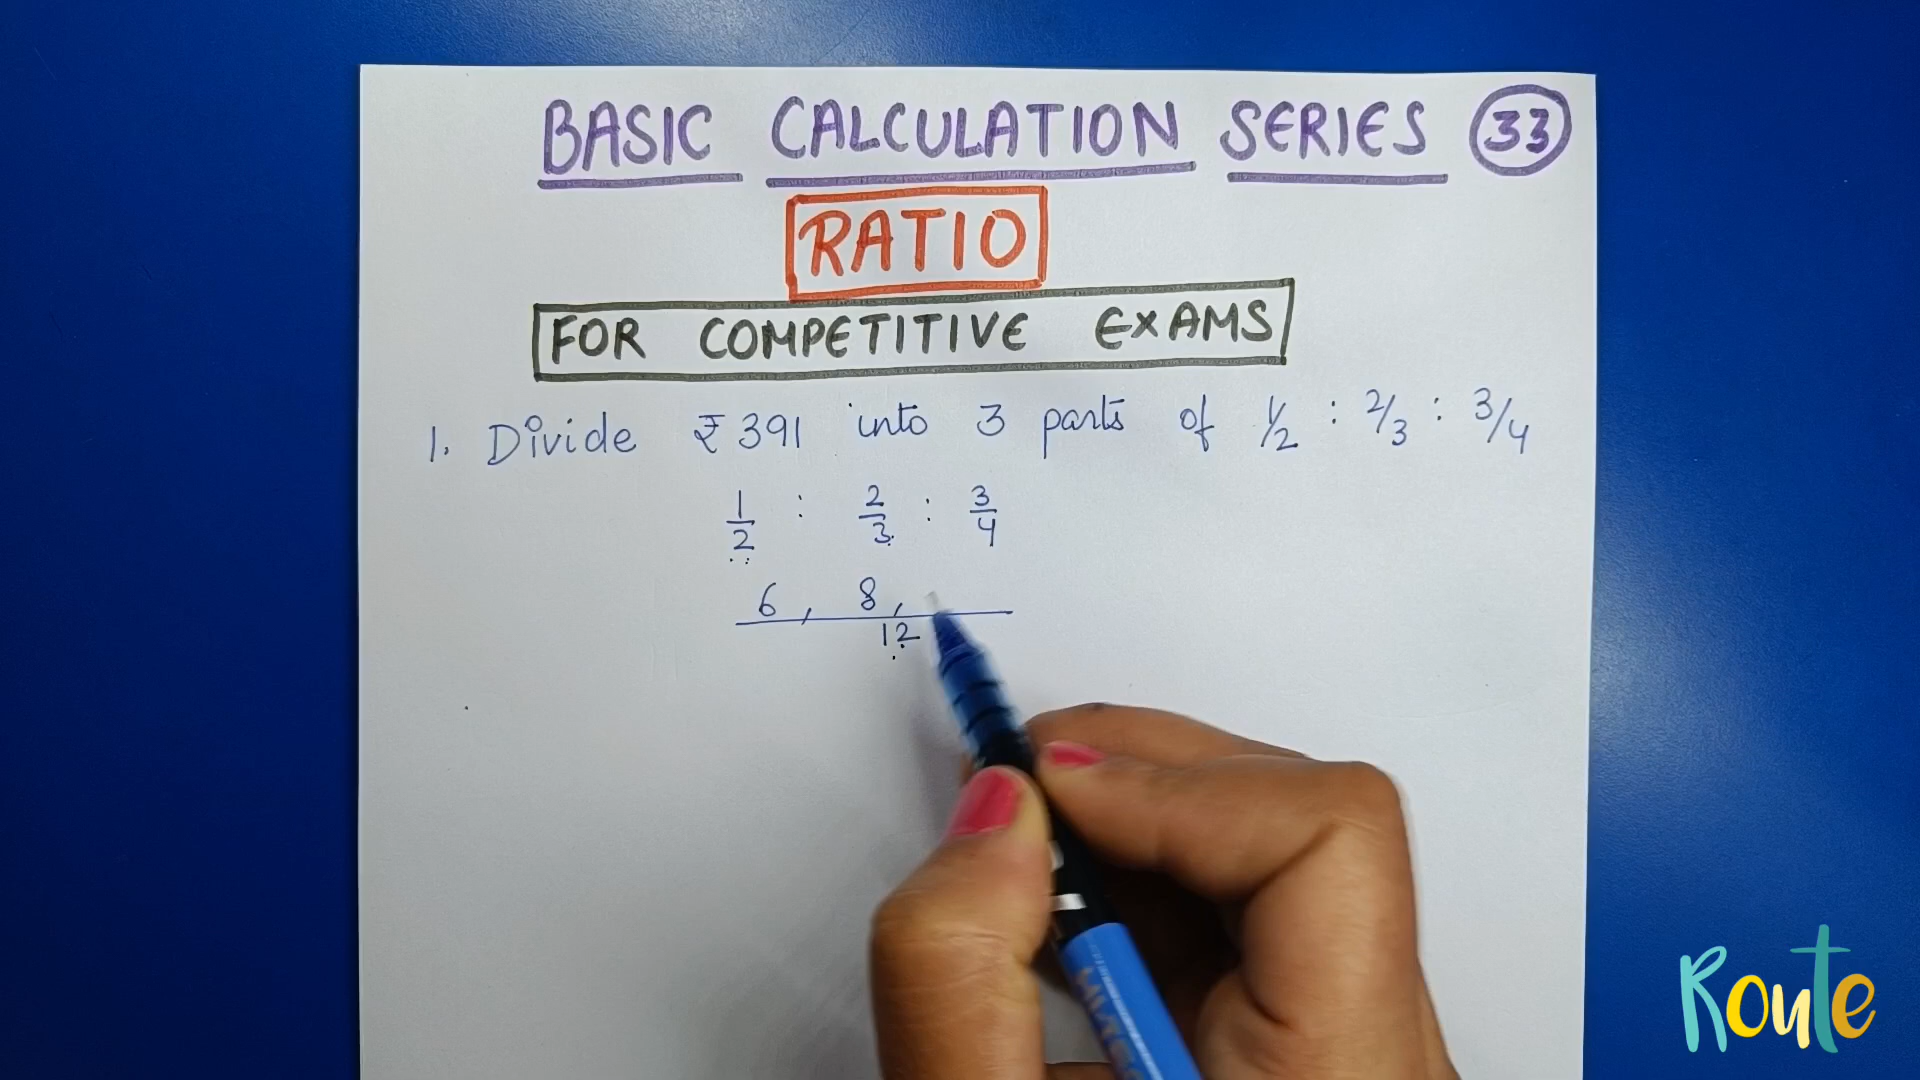 BASIC CALCULATION SERIES 33
RATIO
FOR COMPETITIVE EXAMS
1. Divide ₹ 391 into 3 parts of 1/2 : 2/3 : 3/4
1/2 : 2/3 : 3/4
6, 8,
12
Route